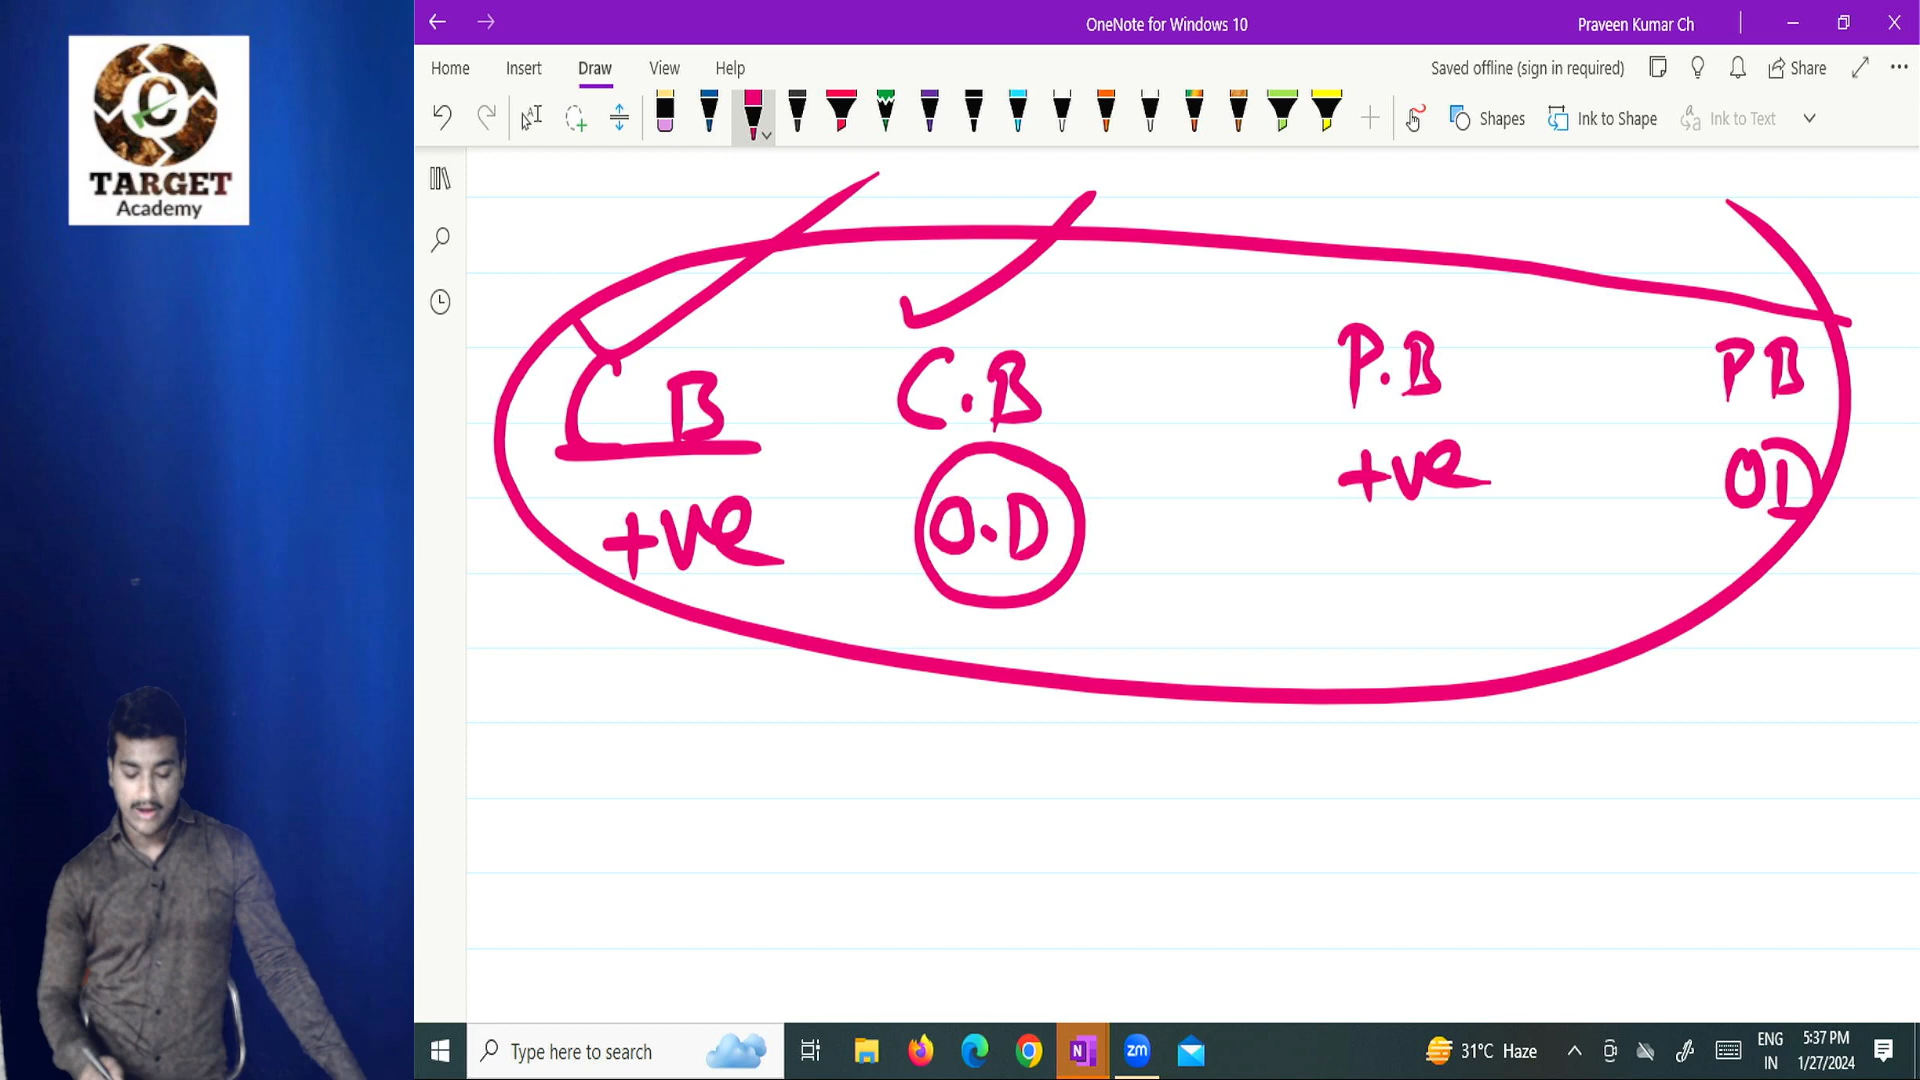 TARGET
Academy
OneNote for Windows 10
Praveen Kumar Ch
Home Insert Draw View Help
Saved offline (sign in required)
Share
Shapes
Ink to Shape
Ink to Text
C B
C.B
P.B
P B
+ve
O.D
+ve
OD
Type here to search
N
zm
31°C Haze
ENG
IN
5:37 PM
1/27/2024